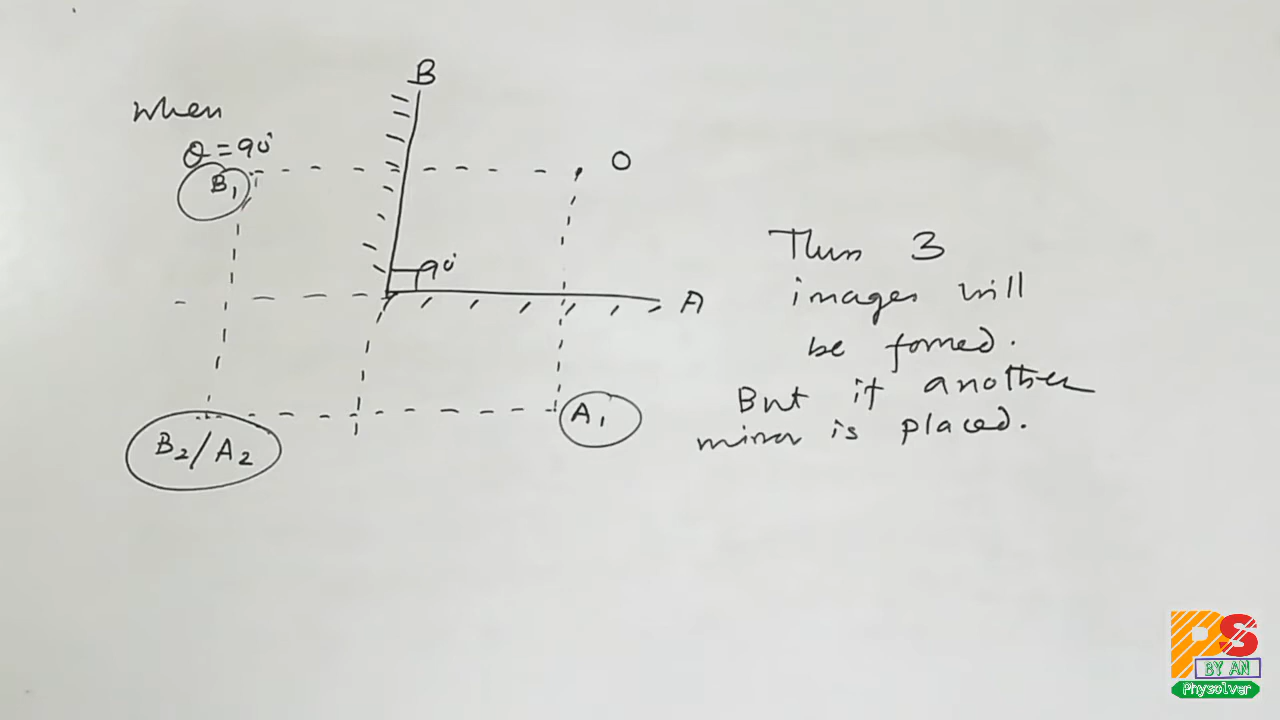 B
When
θ = 90°
O
B₁
90°
A
A₁
B₂/A₂
Thus 3
images will
be formed.
But if another
mirror is placed.
PS
BY AN
Physolver